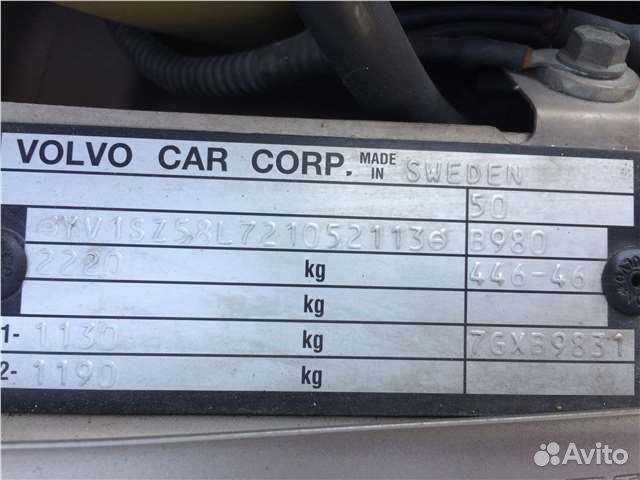 VOLVO CAR CORP. MADE IN SWEDEN
50
YV1SZ58L721052113 B980
2220 kg 446-46
kg
1- 1130 kg 7GXB9831
2- 1190 kg
Avito